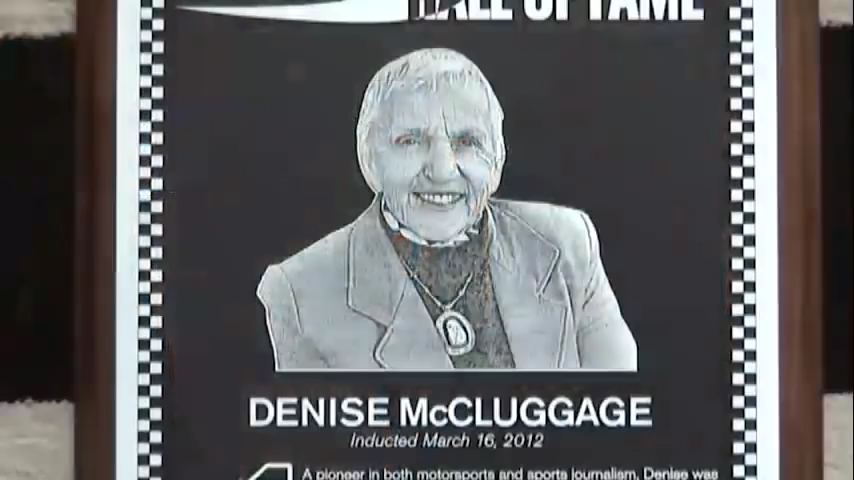 HALL OF FAME
DENISE McCLUGGAGE
Inducted March 16, 2012
A pioneer in both motorsports and sports journalism, Denise was